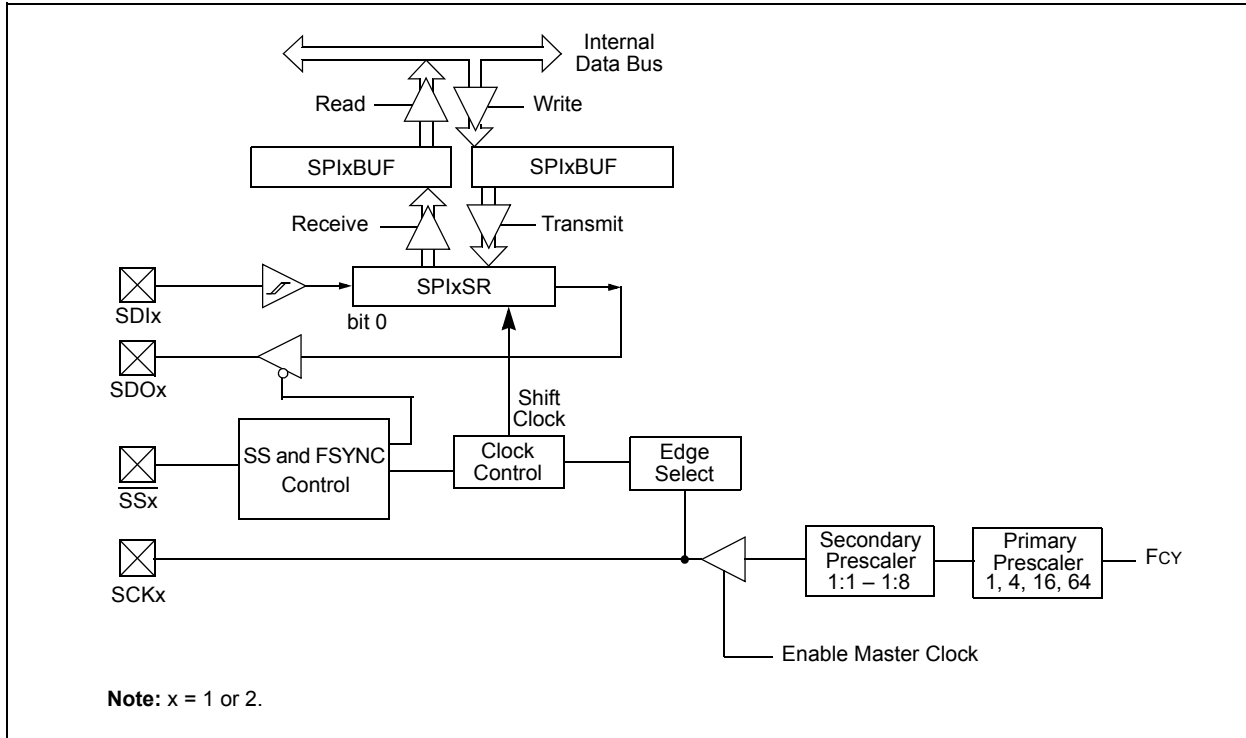 Internal
Data Bus
Read
Write
SPIxBUF
SPIxBUF
Receive
Transmit
SDIx
SPIxSR
bit 0
SDOx
Shift
Clock
SS and FSYNC
Control
Clock
Control
Edge
Select
SSx
SCKx
Secondary
Prescaler
1:1 – 1:8
Primary
Prescaler
1, 4, 16, 64
FCY
Enable Master Clock
Note: x = 1 or 2.